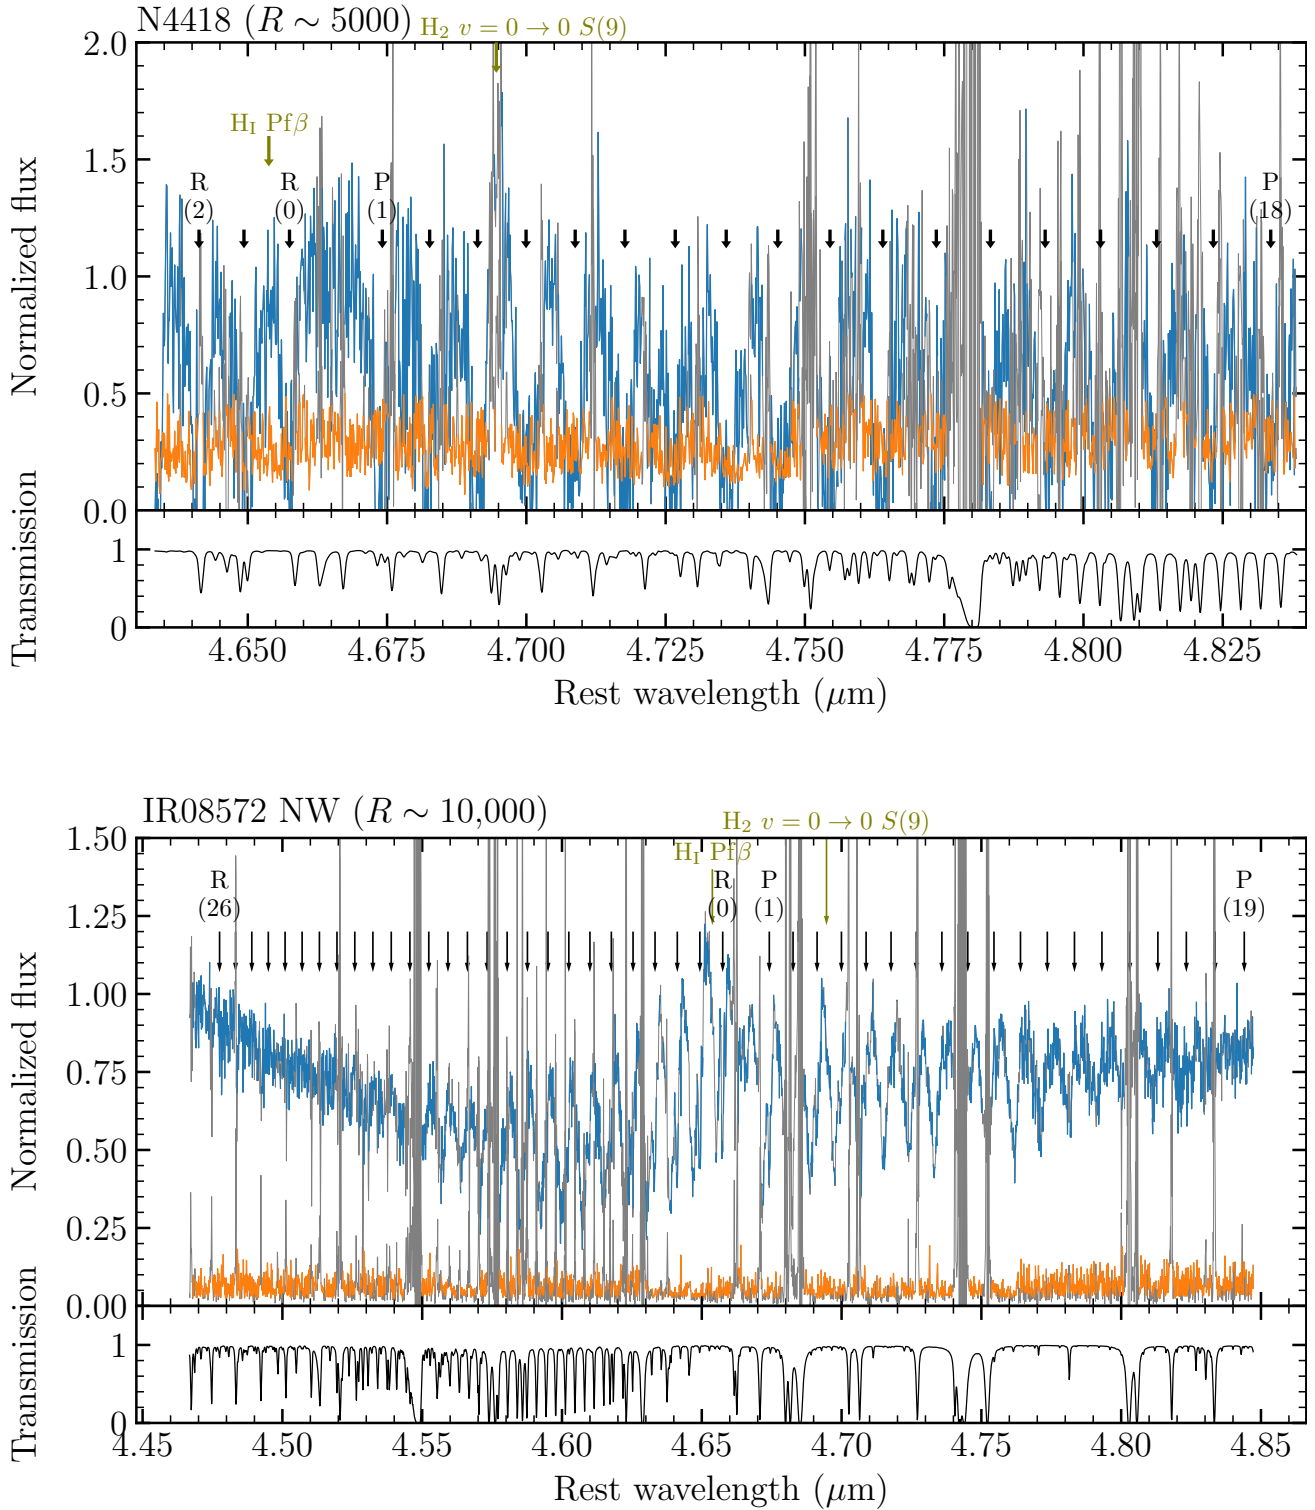 N4418 (R ∼ 5000)
H₂ v = 0 → 0 S(9)
2.0
H_I Pfβ
1.5
R R P P
(2) (0) (1) (18)
1.0
0.5
0.0
Normalized flux
1
0
Transmission
4.650 4.675 4.700 4.725 4.750 4.775 4.800 4.825
Rest wavelength (μm)
IR08572 NW (R ∼ 10,000)
H₂ v = 0 → 0 S(9)
1.50
H_I Pfβ
R R P P
(26) (0) (1) (19)
1.25
1.00
0.75
0.50
0.25
0.00
Normalized flux
1
0
Transmission
4.45 4.50 4.55 4.60 4.65 4.70 4.75 4.80 4.85
Rest wavelength (μm)